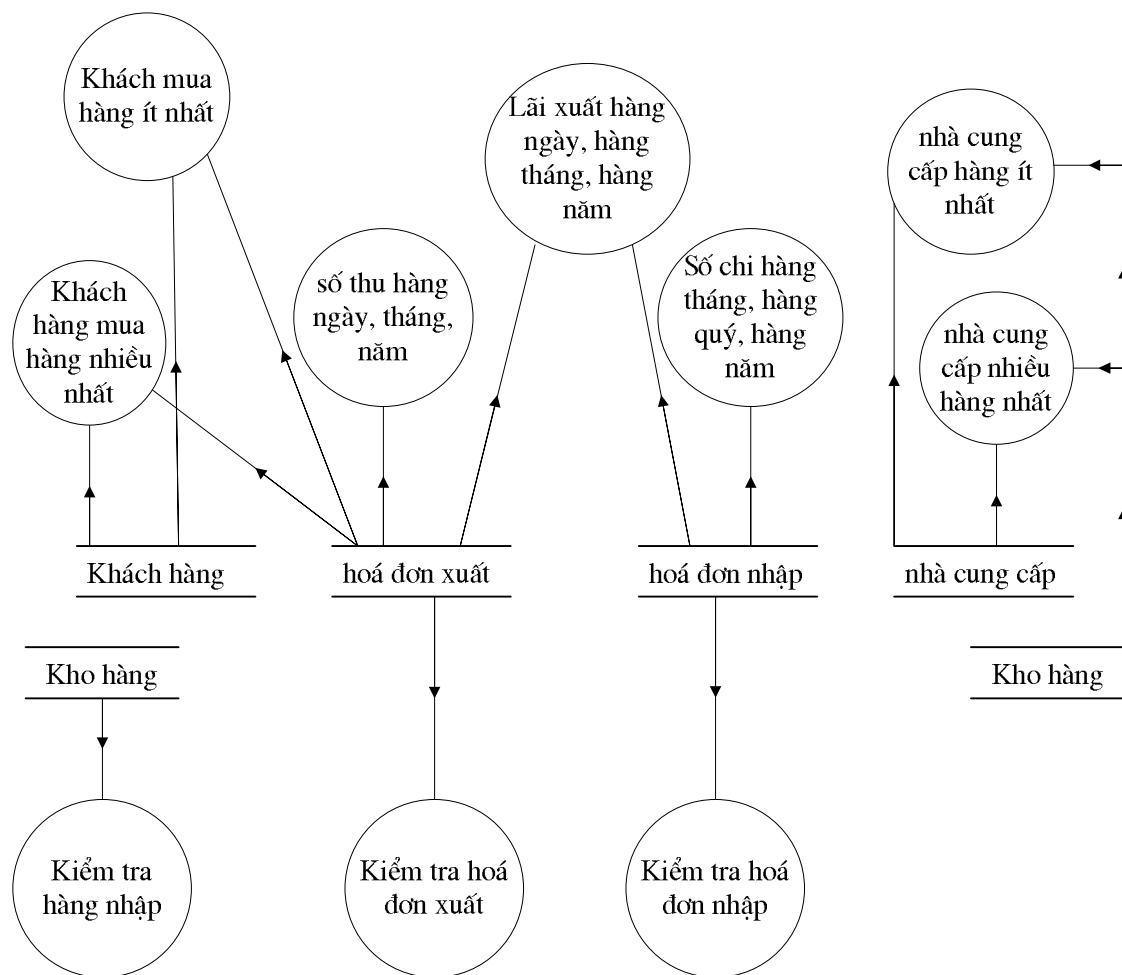 Khách mua
hàng ít nhất
Lãi xuất hàng
ngày, hàng
tháng, hàng
năm
nhà cung
cấp hàng ít
nhất
Khách
hàng mua
hàng nhiều
nhất
số thu hàng
ngày, tháng,
năm
Số chi hàng
tháng, hàng
quý, hàng
năm
nhà cung
cấp nhiều
hàng nhất
Khách hàng
hoá đơn xuất
hoá đơn nhập
nhà cung cấp
Kho hàng
Kho hàng
Kiểm tra
hàng nhập
Kiểm tra hoá
đơn xuất
Kiểm tra hoá
đơn nhập